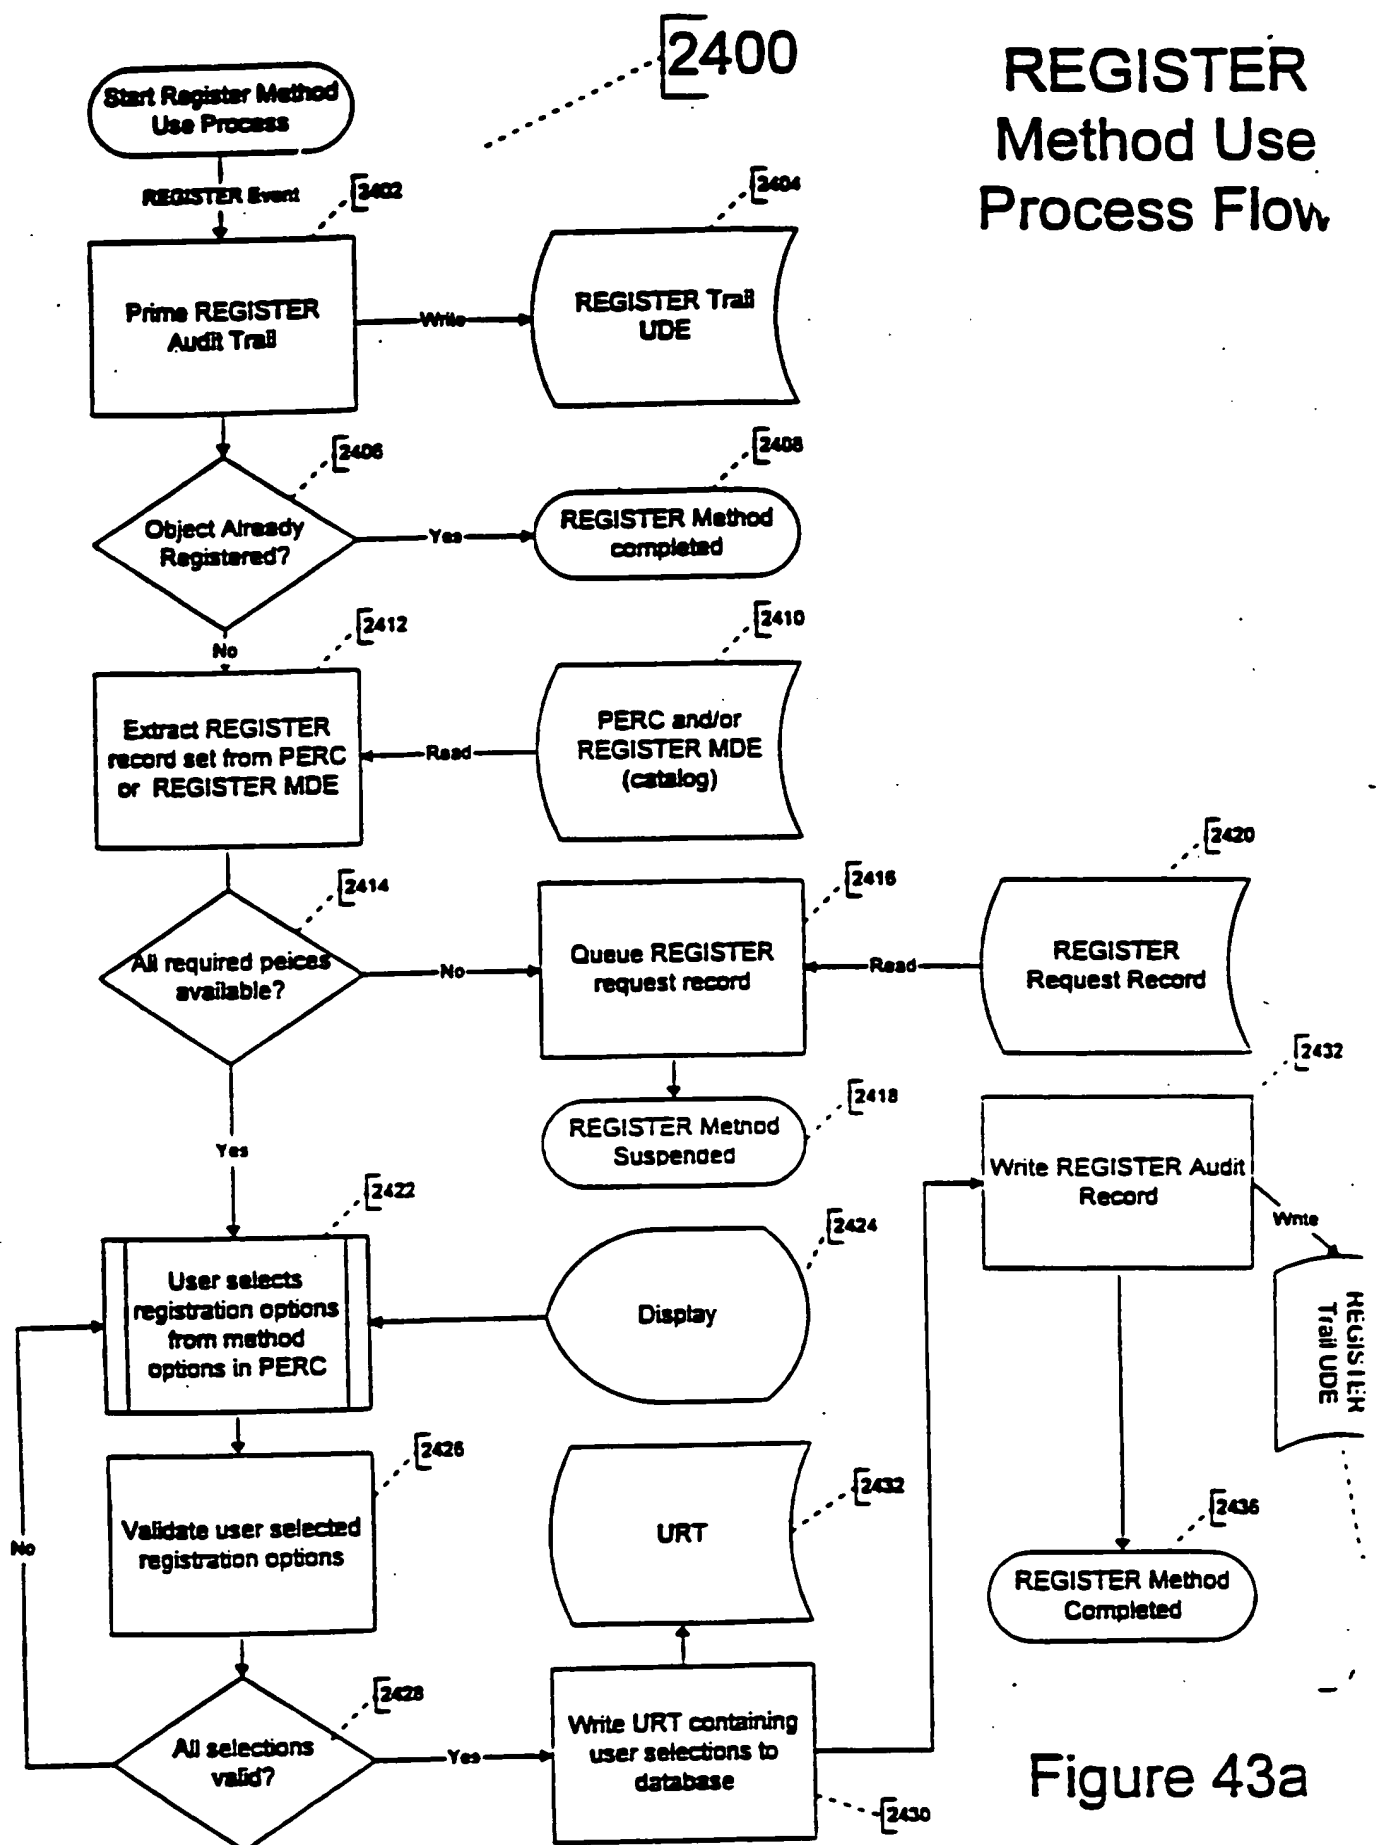 2400
REGISTER
Method Use
Process Flow
Start Register Method
Use Process
REGISTER Event
2402
Prime REGISTER
Audit Trail
Write
2404
REGISTER Trail
UDE
2406
Object Already
Registered?
Yes
2408
REGISTER Method
completed
No
2412
Extract REGISTER
record set from PERC
or REGISTER MDE
Read
2410
PERC and/or
REGISTER MDE
(catalog)
2414
All required peices
available?
No
2416
Queue REGISTER
request record
Read
2420
REGISTER
Request Record
2418
REGISTER Method
Suspended
Yes
2422
User selects
registration options
from method
options in PERC
2424
Display
2426
Validate user selected
registration options
No
2428
All selections
valid?
Yes
2432
URT
Write URT containing
user selections to
database
2430
2432
Write REGISTER Audit
Record
Write
REGISTER
Trail UDE
2436
REGISTER Method
Completed
Figure 43a